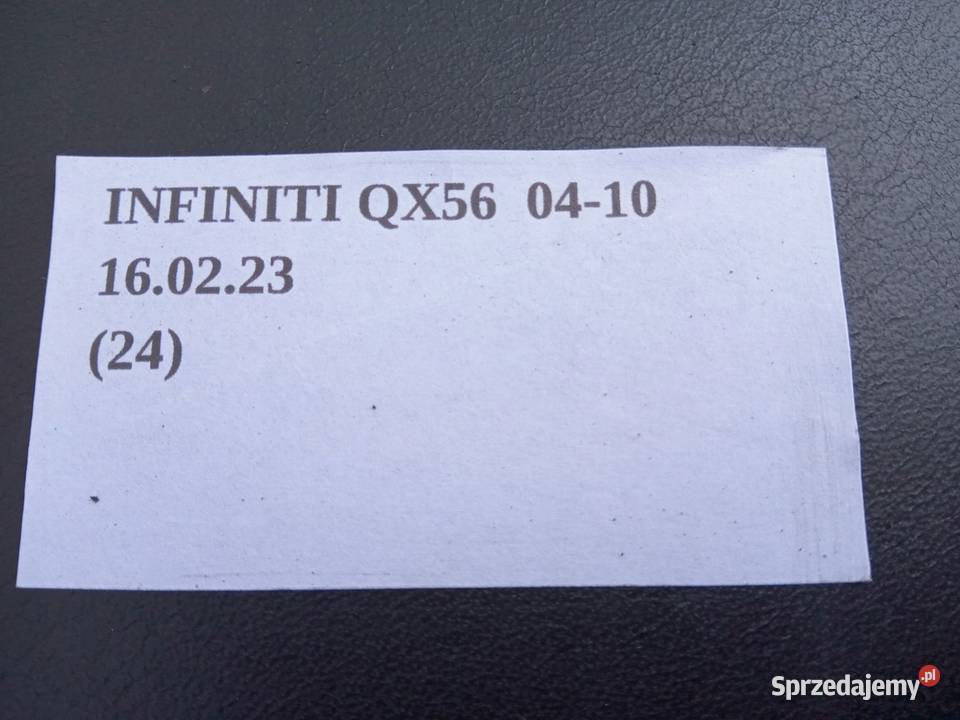 INFINITI QX56 04-10
16.02.23
(24)
Sprzedajemy.pl